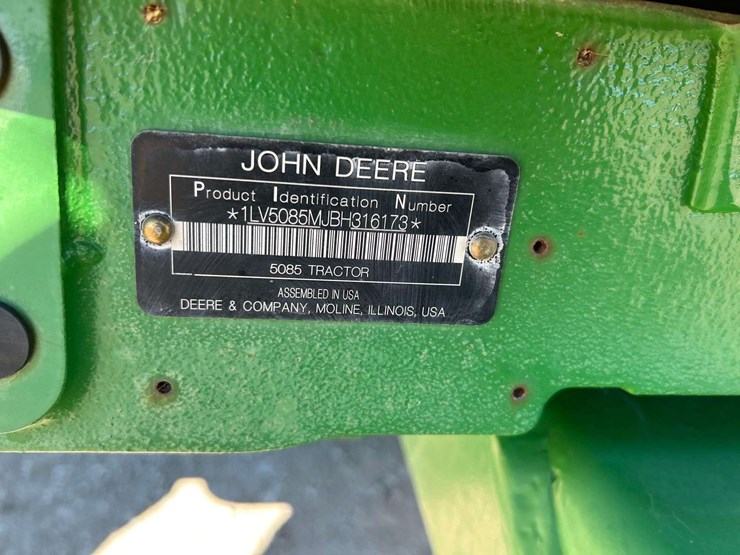 JOHN DEERE
Product Identification Number
*1LV5085MJBH316173*
5085 TRACTOR
ASSEMBLED IN USA
DEERE & COMPANY, MOLINE, ILLINOIS, USA